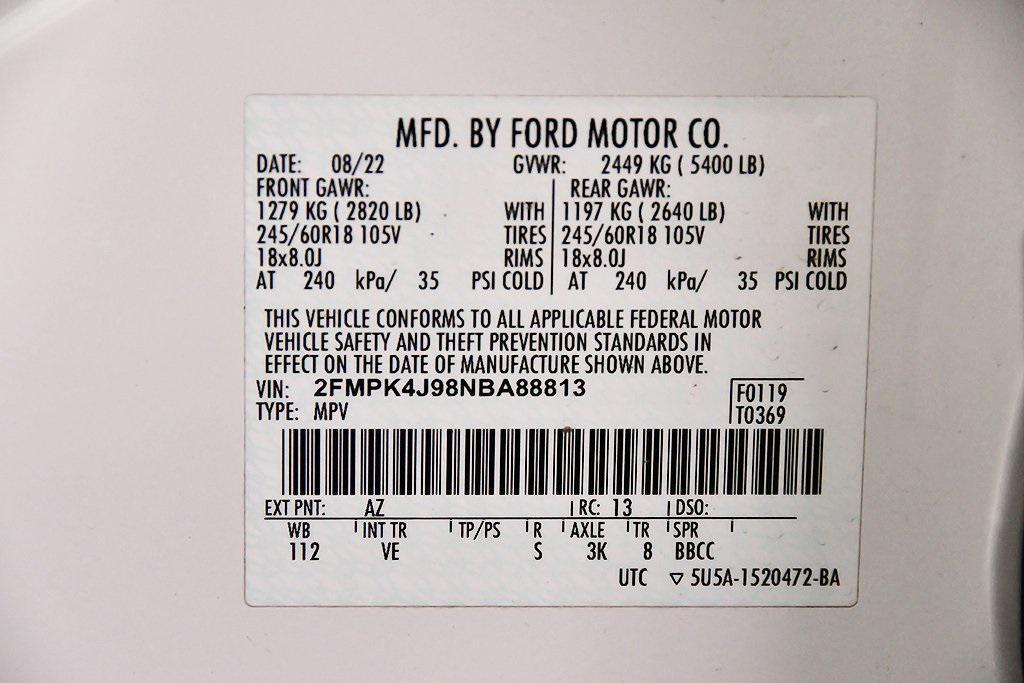 MFD. BY FORD MOTOR CO.
DATE: 08/22 GVWR: 2449 KG ( 5400 LB)
FRONT GAWR: REAR GAWR:
1279 KG ( 2820 LB) WITH 1197 KG ( 2640 LB) WITH
245/60R18 105V TIRES 245/60R18 105V TIRES
18x8.0J RIMS 18x8.0J RIMS
AT 240 kPa/ 35 PSI COLD AT 240 kPa/ 35 PSI COLD
THIS VEHICLE CONFORMS TO ALL APPLICABLE FEDERAL MOTOR
VEHICLE SAFETY AND THEFT PREVENTION STANDARDS IN
EFFECT ON THE DATE OF MANUFACTURE SHOWN ABOVE.
VIN: 2FMPK4J98NBA88813 F0119
TYPE: MPV T0369
EXT PNT: AZ RC: 13 DSO:
WB INT TR TP/PS R AXLE TR SPR
112 VE S 3K 8 BBCC
UTC ▽ 5U5A-1520472-BA